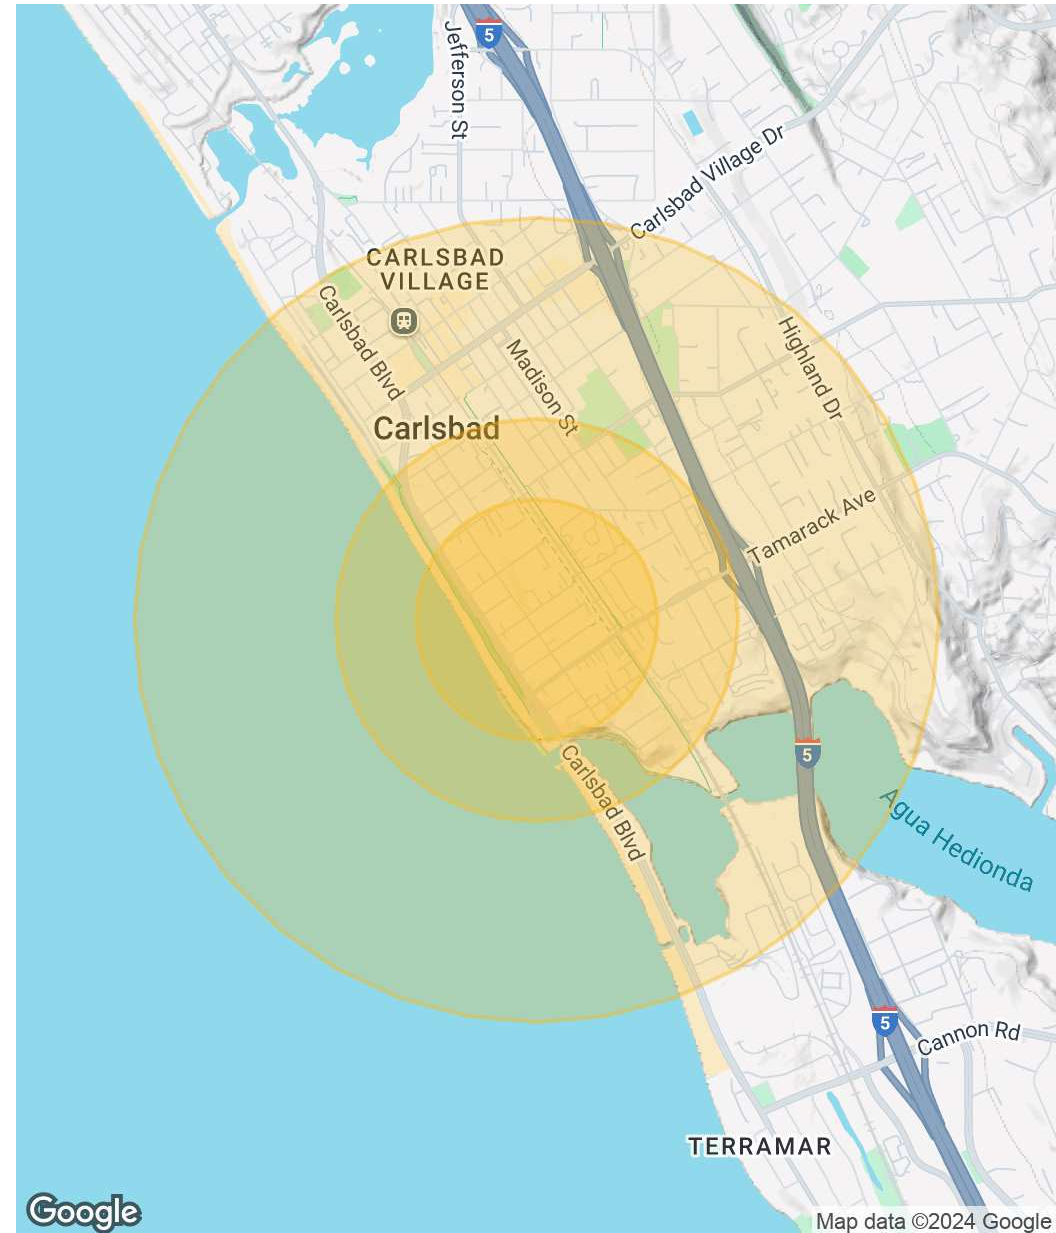 5
Jefferson St
Carlsbad Village Dr
CARLSBAD
VILLAGE
Carlsbad Blvd
Madison St
Highland Dr
Carlsbad
Tamarack Ave
Carlsbad Blvd
5
Agua Hedionda
5
Cannon Rd
TERRAMAR
Google
Map data ©2024 Google